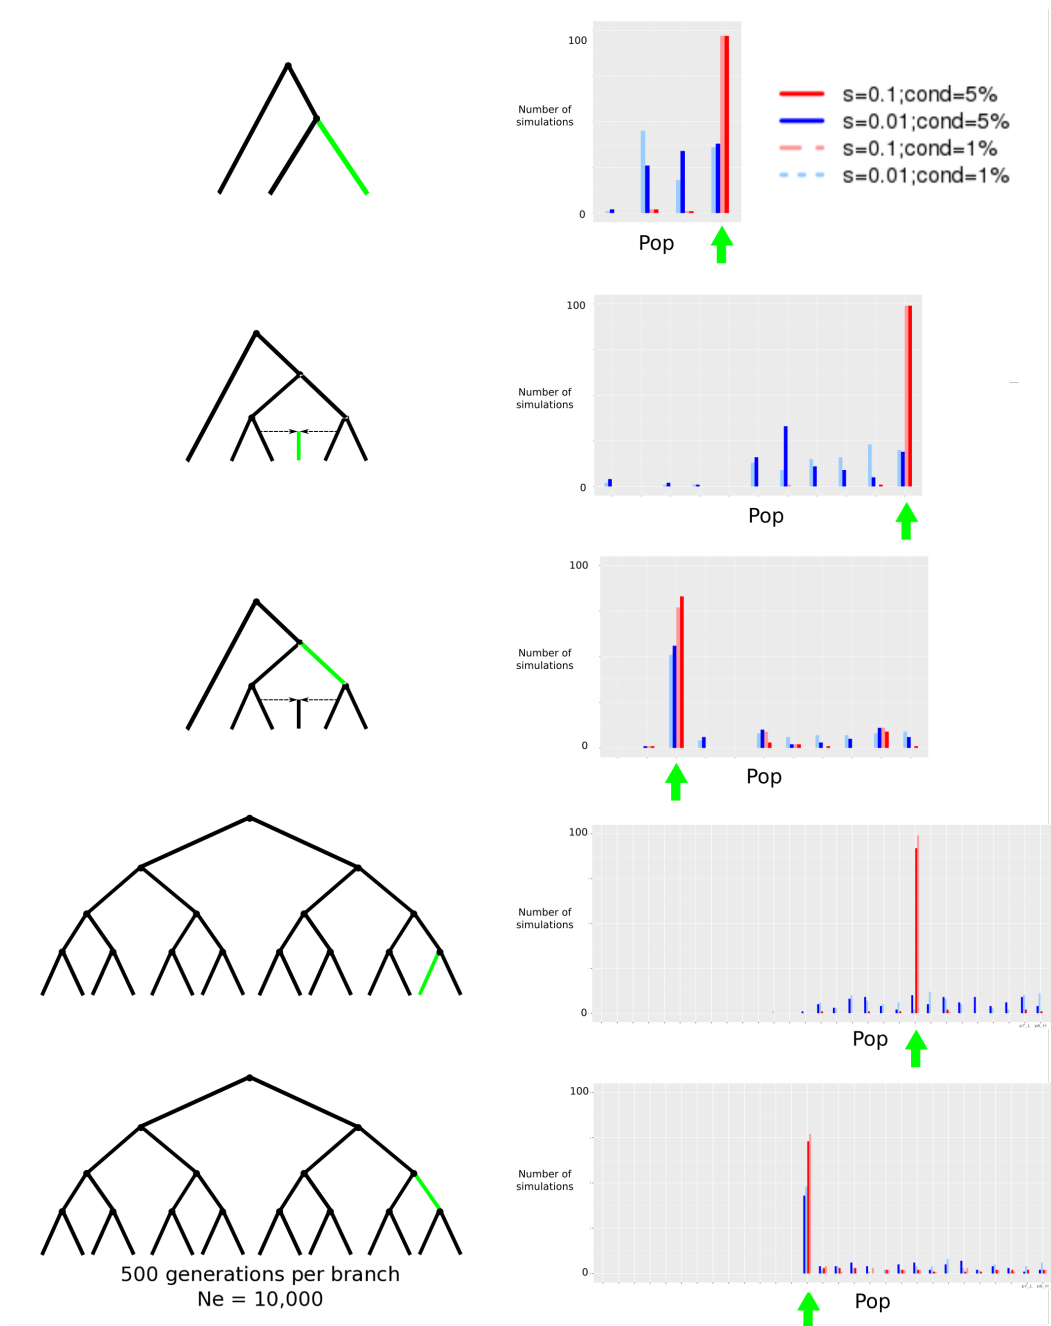 100
Number of
simulations
0
Pop
s=0.1;cond=5%
s=0.01;cond=5%
s=0.1;cond=1%
s=0.01;cond=1%
100
Number of
simulations
0
Pop
100
Number of
simulations
0
Pop
100
Number of
simulations
0
Pop
100
Number of
simulations
0
Pop
500 generations per branch
Ne = 10,000